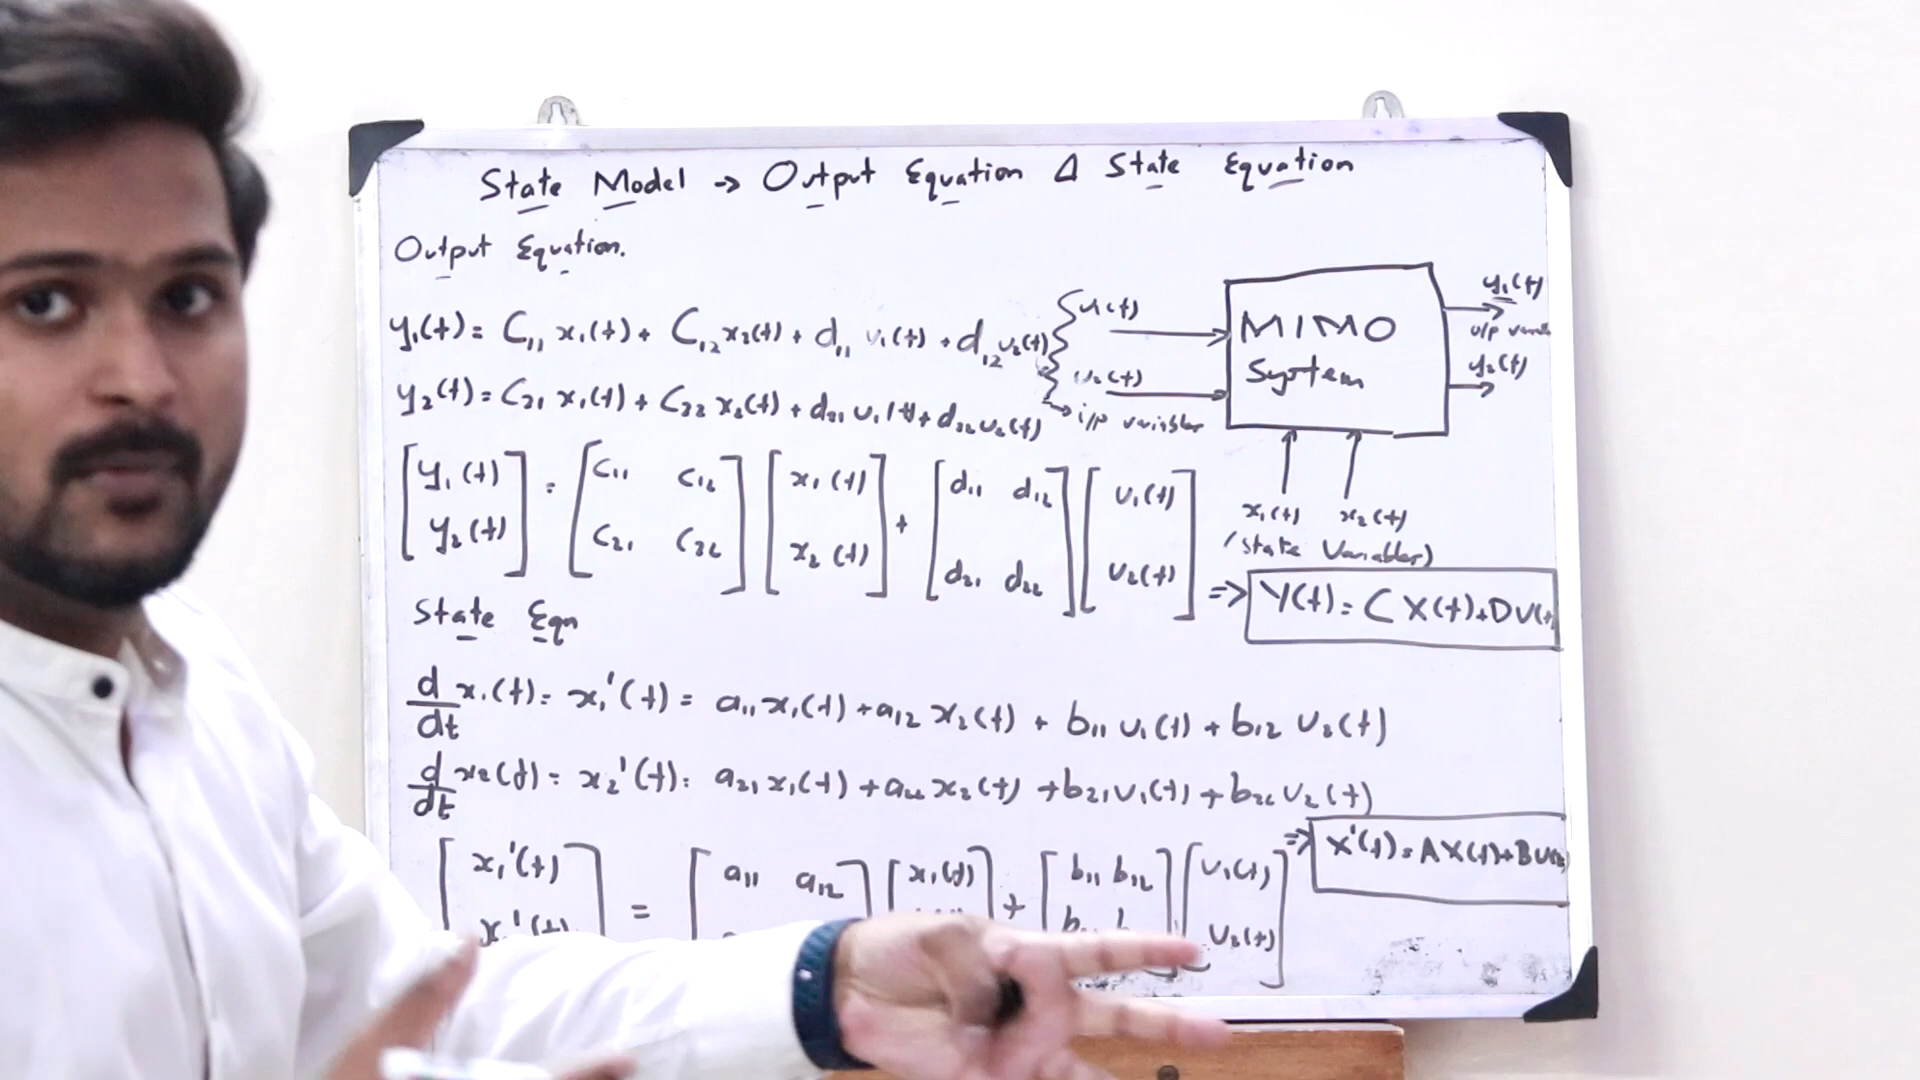 State Model → Output Equation & State Equation
Output Equation.
y₁(t) = C₁₁ x₁(t) + C₁₂ x₂(t) + d₁₁ u₁(t) + d₁₂ u₂(t)
y₂(t) = C₂₁ x₁(t) + C₂₂ x₂(t) + d₂₁ u₁(t) + d₂₂ u₂(t)
u₁(t)
u₂(t)
→ i/p variables
MIMO
System
y₁(t)
o/p
y₂(t)
x₁(t) x₂(t)
(State Variables)
[y₁(t) y₂(t)] = [C₁₁ C₁₂ C₂₁ C₂₂] [x₁(t) x₂(t)] + [d₁₁ d₁₂ d₂₁ d₂₂] [u₁(t) u₂(t)] ⇒ Y(t) = C X(t) + D U(t
State Eqn
d/dt x₁(t) = x₁'(t) = a₁₁ x₁(t) + a₁₂ x₂(t) + b₁₁ u₁(t) + b₁₂ u₂(t)
d/dt x₂(t) = x₂'(t) = a₂₁ x₁(t) + a₂₂ x₂(t) + b₂₁ u₁(t) + b₂₂ u₂(t)
[x₁'(t) x₂'(t)] = [a₁₁ a₁₂] [x₁(t)] + [b₁₁ b₁₂] [u₁(t) u₂(t)] ⇒ X'(t) = A X(t) + B U(t)